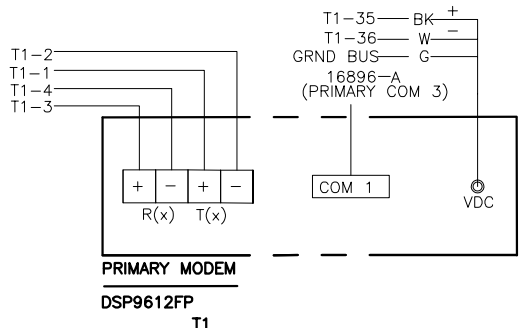 T1-35 BK +
T1-36 W -
GRND BUS G
16896-A
(PRIMARY COM 3)
T1-2
T1-1
T1-4
T1-3
+ - + -
R(x) T(x)
COM 1
VDC
PRIMARY MODEM
DSP9612FP
T1